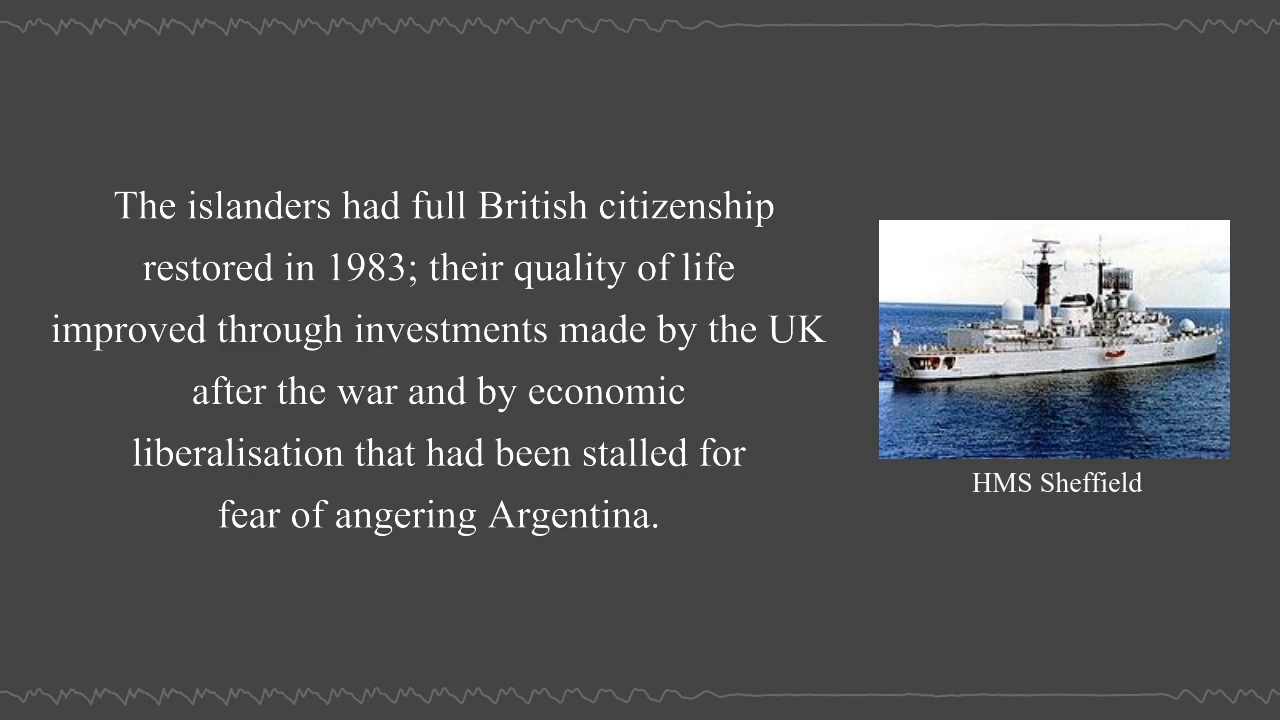 The islanders had full British citizenship
restored in 1983; their quality of life
improved through investments made by the UK
after the war and by economic
liberalisation that had been stalled for
fear of angering Argentina.
HMS Sheffield